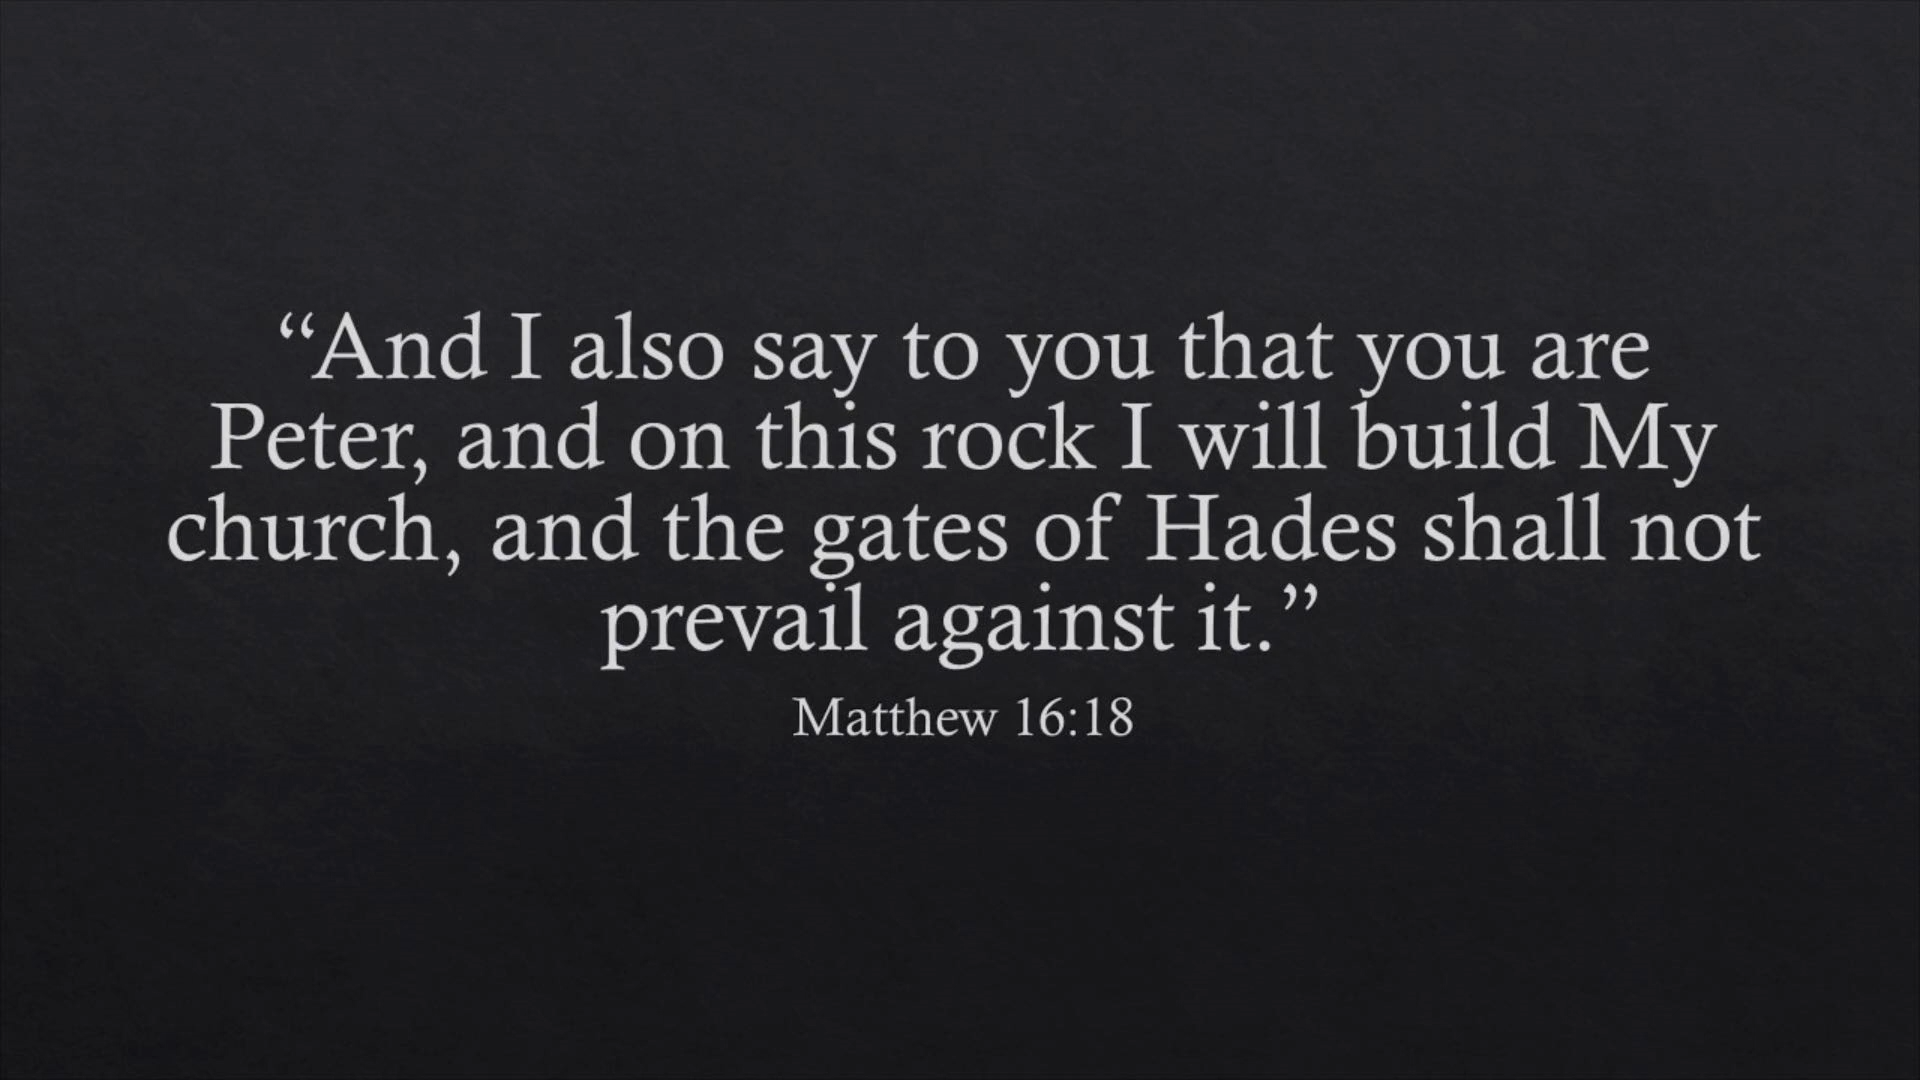 “And I also say to you that you are
Peter, and on this rock I will build My
church, and the gates of Hades shall not
prevail against it.”
Matthew 16:18